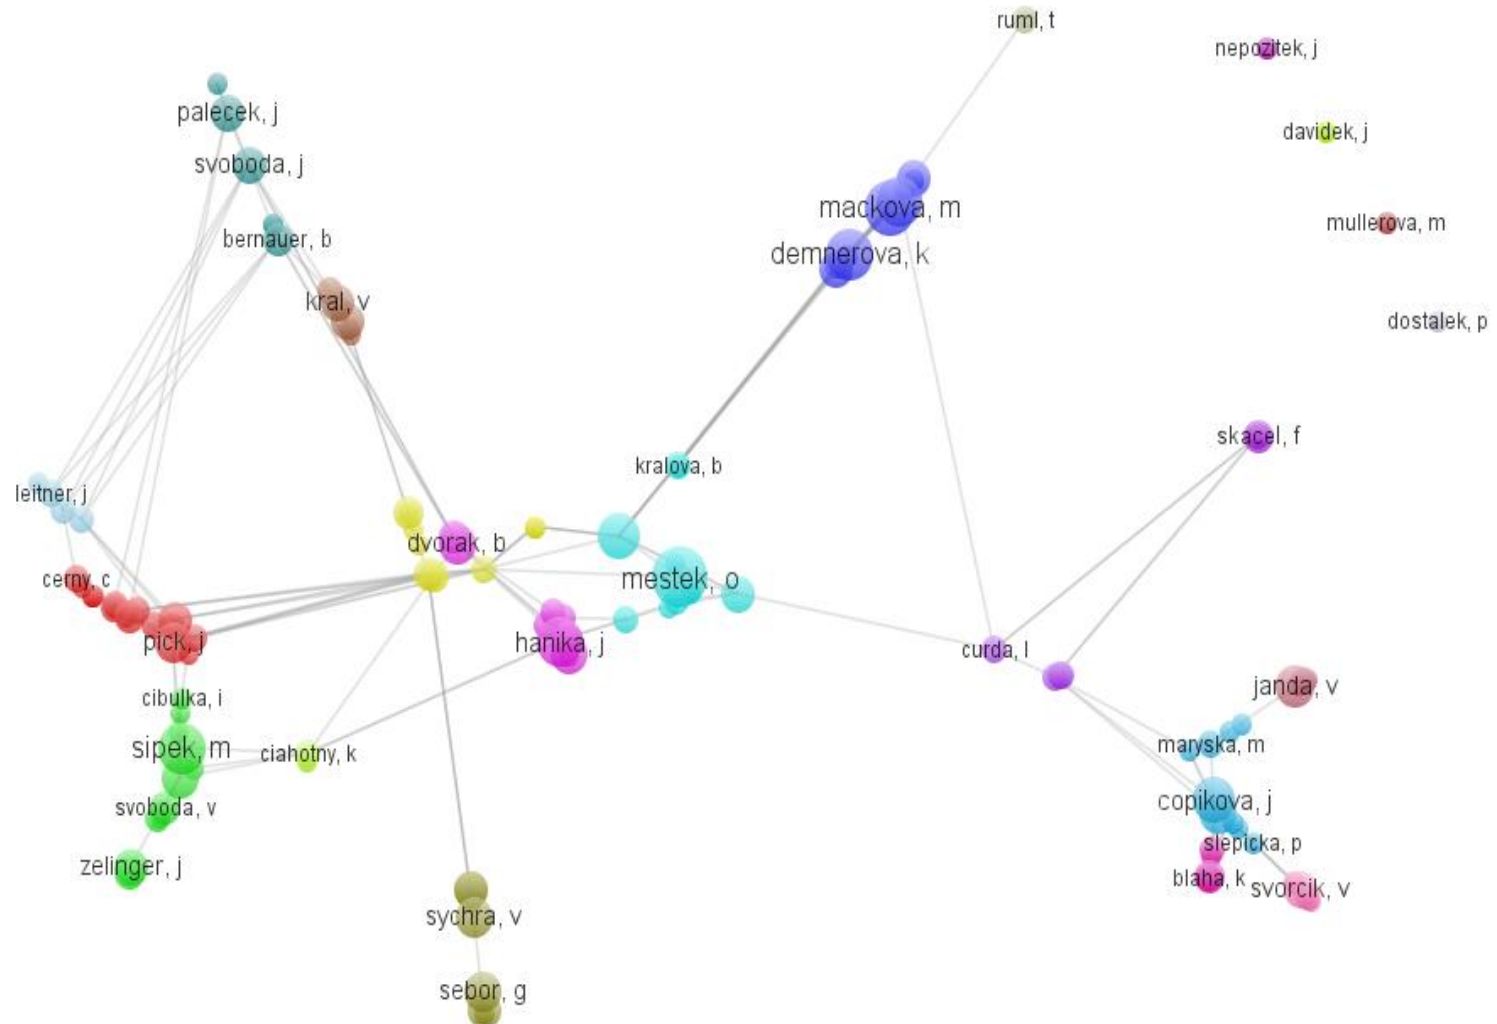 ruml, t
nepozitek, j
palecek, j
davidek, j
svoboda, j
mackova, m
mullerova, m
bernauer, b
demnerova, k
kral, v
dostalek, p
skacel, f
kralova, b
leitner, j
dvorak, b
cerny, c
mestek, o
pick, j
hanika, j
curda, l
janda, v
cibulka, i
sipek, m
ciahotny, k
maryska, m
copikova, j
svoboda, v
slepicka, p
zelinger, j
blaha, k
svorcik, v
sychra, v
sebor, g